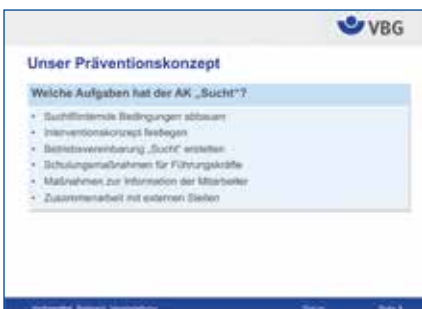 VBG
Unser Präventionskonzept
Welche Aufgaben hat der AK „Sucht“?
• Suchtfördernde Bedingungen abbauen
• Interventionskonzept festlegen
• Betriebsvereinbarung „Sucht“ erstellen
• Schulungsmaßnahmen für Führungskräfte
• Maßnahmen zur Information der Mitarbeiter
• Zusammenarbeit mit externen Stellen